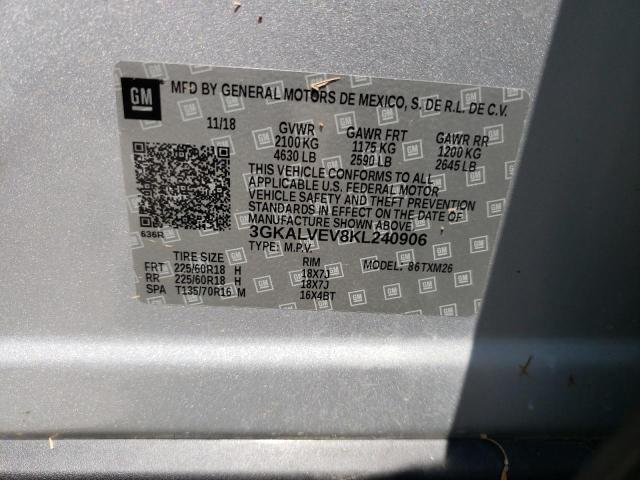 GM
MFD BY GENERAL MOTORS DE MEXICO, S. DE R.L. DE C.V.
11/18 GVWR GAWR FRT GAWR RR
2100 KG 1175 KG 1200 KG
4630 LB 2590 LB 2645 LB
THIS VEHICLE CONFORMS TO ALL
APPLICABLE U.S. FEDERAL MOTOR
VEHICLE SAFETY AND THEFT PREVENTION
STANDARDS IN EFFECT ON THE DATE OF
MANUFACTURE SHOWN ABOVE
636R 3GKALVEV8KL240906
TYPE: M.P.V.
TIRE SIZE RIM MODEL: 86TXM26
FRT 225/60R18 H 18X7J
RR 225/60R18 H 18X7J
SPA T135/70R16 M 16X4BT